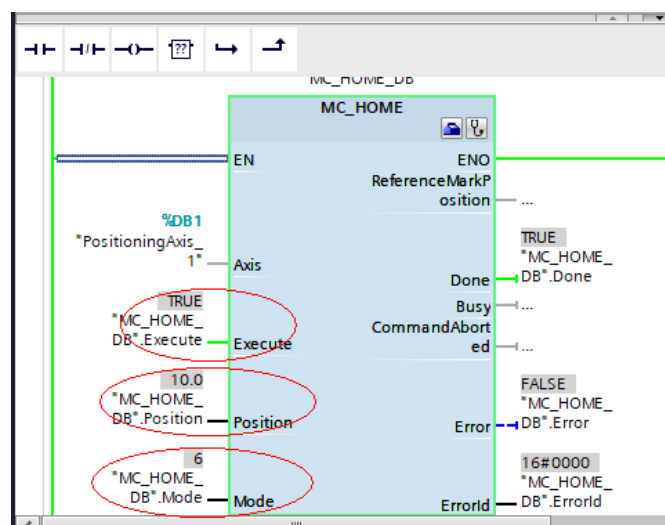 ??
MC_HOME_DB
MC_HOME
EN
ENO
ReferenceMarkP
osition
...
%DB1
"PositioningAxis_
1"
Axis
TRUE
"MC_HOME_
DB".Done
Done
TRUE
"MC_HOME_
DB".Execute
Execute
Busy
...
CommandAbort
ed
...
10.0
"MC_HOME_
DB".Position
Position
FALSE
"MC_HOME_
DB".Error
Error
6
"MC_HOME_
DB".Mode
Mode
16#0000
"MC_HOME_
DB".ErrorId
ErrorId